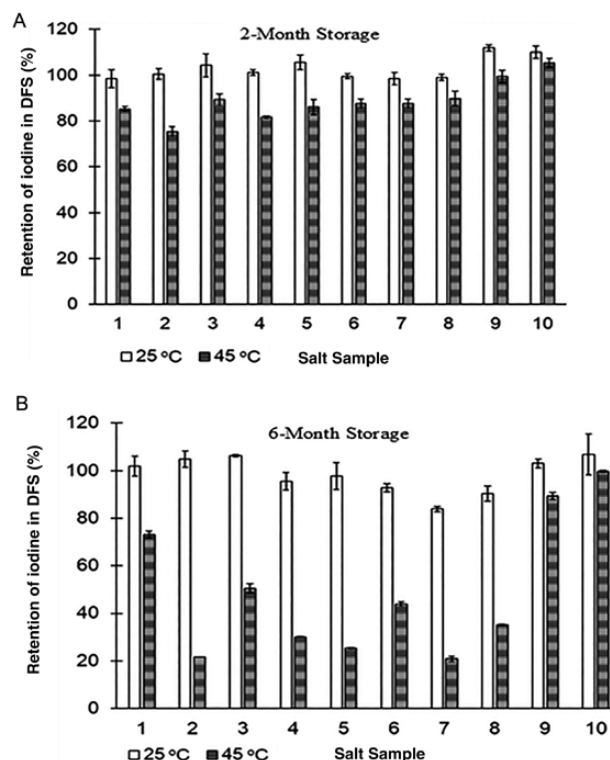 A
2-Month Storage
Retention of iodine in DFS (%)
120
100
80
60
40
20
0
1 2 3 4 5 6 7 8 9 10
25 °C 45 °C Salt Sample
B
6-Month Storage
Retention of iodine in DFS (%)
120
100
80
60
40
20
0
1 2 3 4 5 6 7 8 9 10
25 °C 45 °C Salt Sample